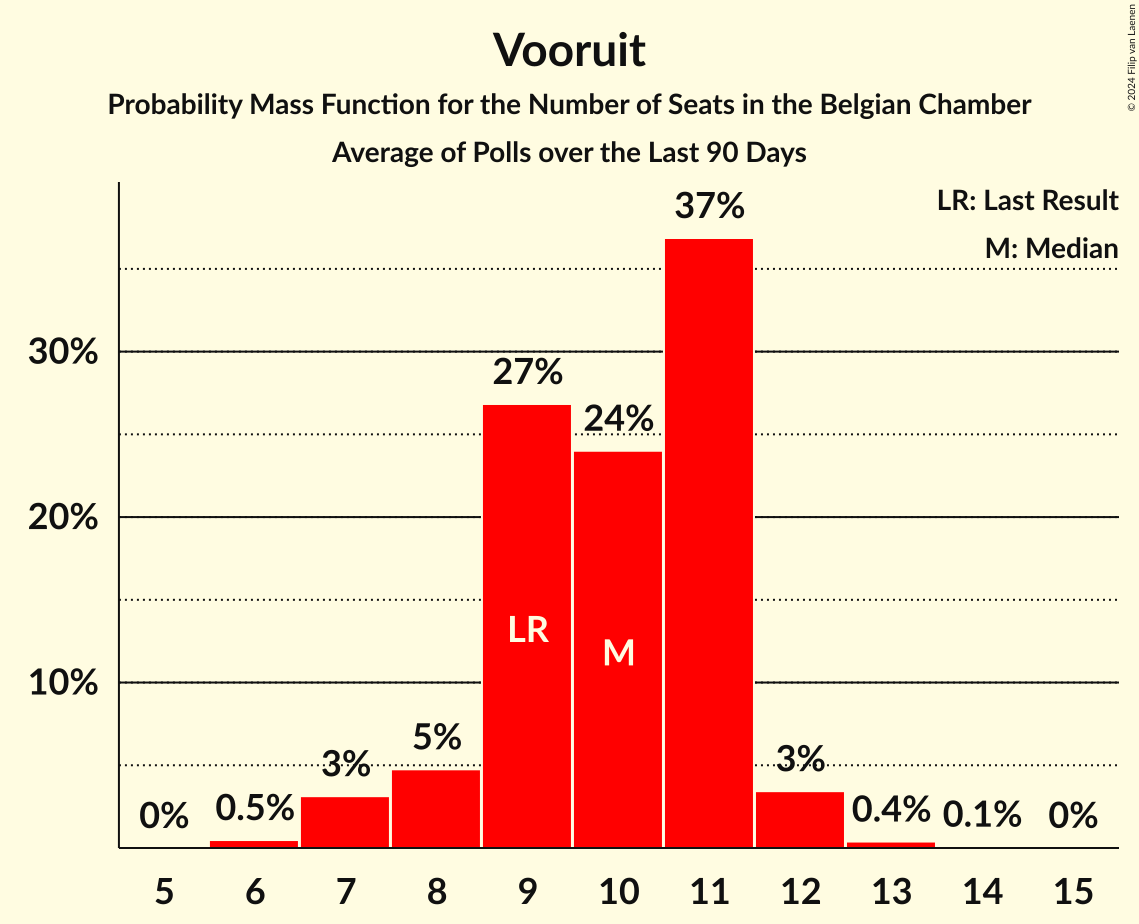 © 2024 Filip van Laenen
Vooruit
Probability Mass Function for the Number of Seats in the Belgian Chamber
Average of Polls over the Last 90 Days
LR: Last Result
M: Median
30%
20%
10%
0%
0.5%
3%
5%
27%
24%
37%
3%
0.4%
0.1%
0%
LR
M
5 6 7 8 9 10 11 12 13 14 15